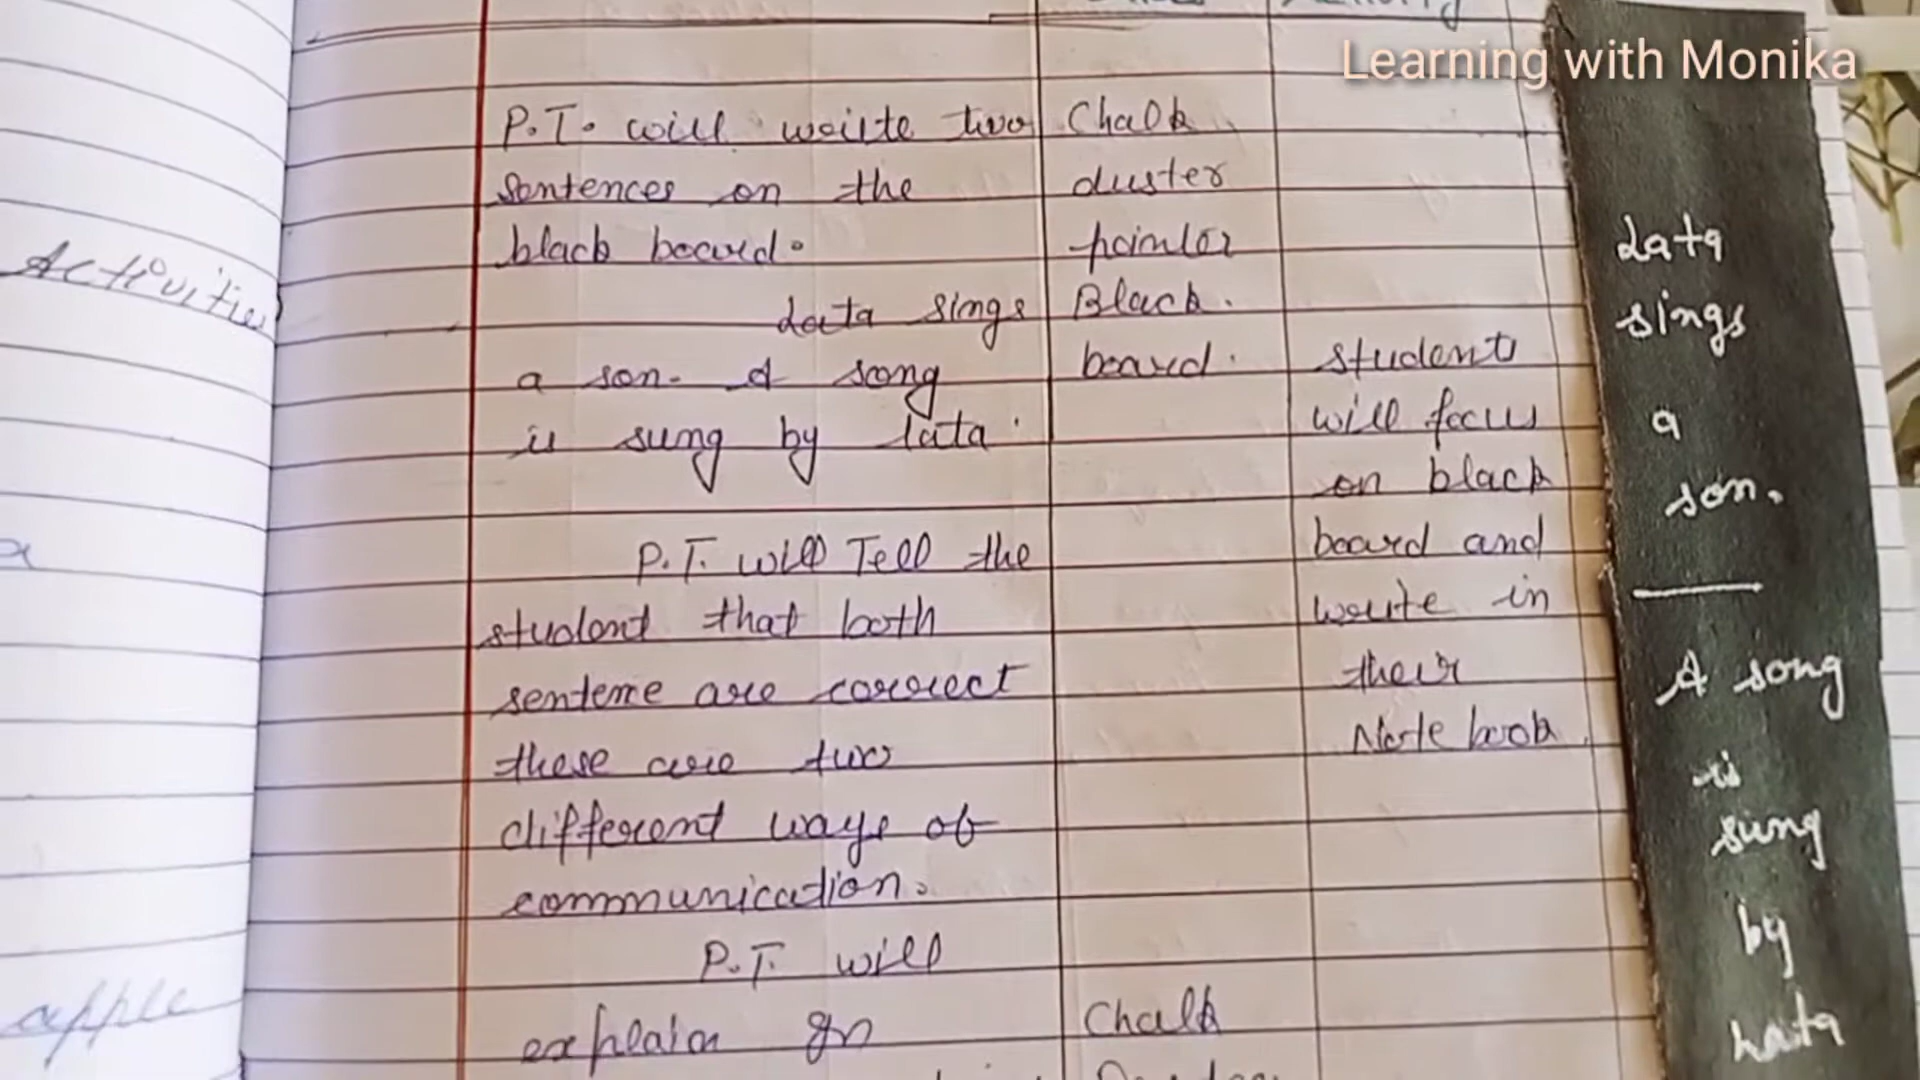 Learning with Monika
Activities
apple
P.T. will write two
sentences on the
black board.
Lata sings
a son. A song
is sung by lata.
P.T. will Tell the
student that both
sentence are correct
these are two
different ways of
communication.
P.T. will
explain In
Chalk
duster
pointer
Black
board.
Chalk
students
will focus
on black
board and
write in
their
Note book.
Lata
sings
a
son.
A song
is
sung
by
Lata